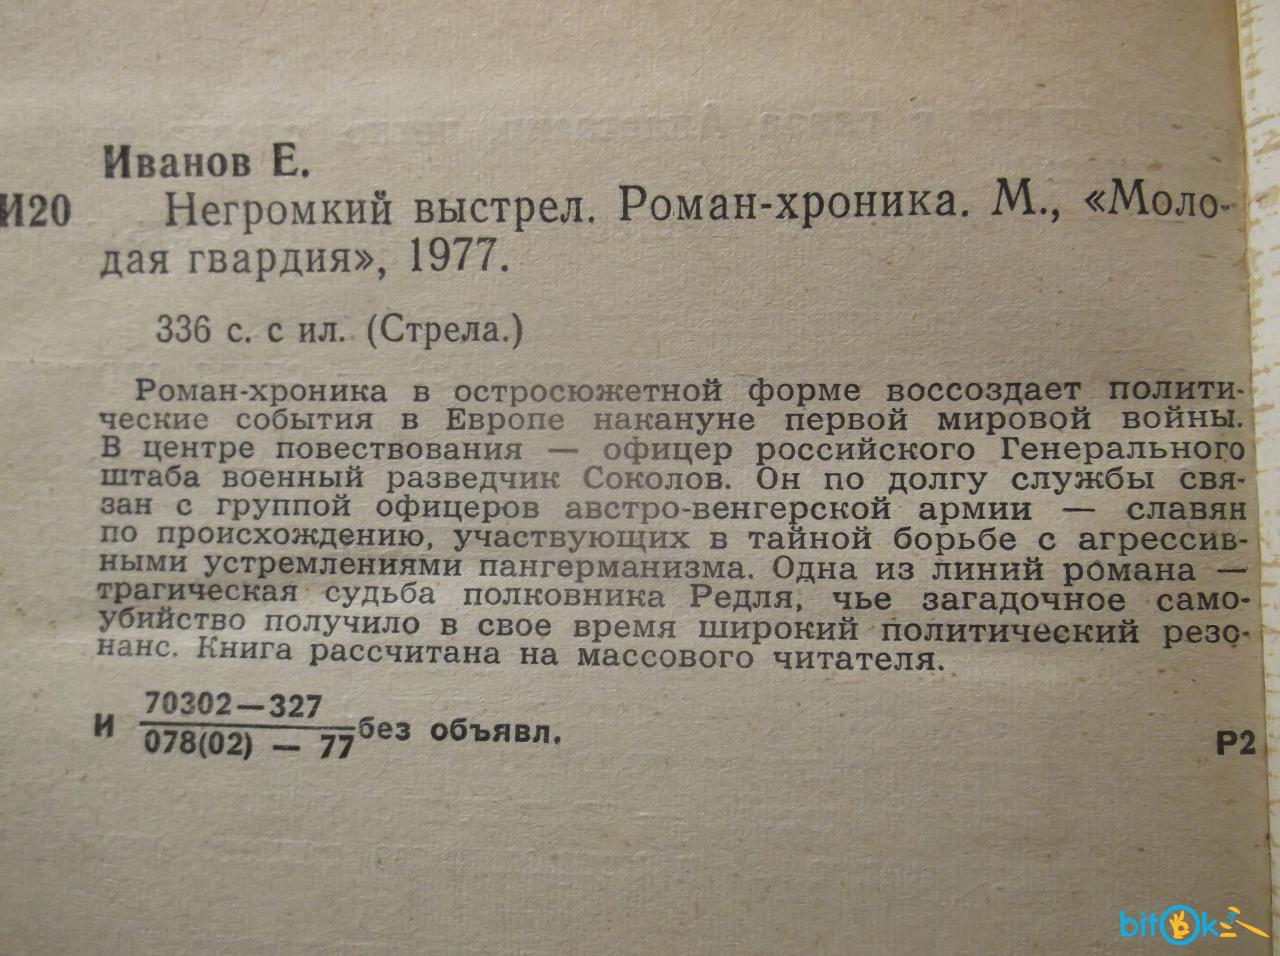 Иванов Е.
И20 Негромкий выстрел. Роман-хроника. М., «Моло-
дая гвардия», 1977.
336 с. с ил. (Стрела.)
Роман-хроника в остросюжетной форме воссоздает полити-
ческие события в Европе накануне первой мировой войны.
В центре повествования — офицер российского Генерального
штаба военный разведчик Соколов. Он по долгу службы свя-
зан с группой офицеров австро-венгерской армии — славян
по происхождению, участвующих в тайной борьбе с агрессив-
ными устремлениями пангерманизма. Одна из линий романа —
трагическая судьба полковника Редля, чье загадочное само-
убийство получило в свое время широкий политический резо-
нанс. Книга рассчитана на массового читателя.
70302—327
И без объявл.
078(02) — 77
Р2
bitok